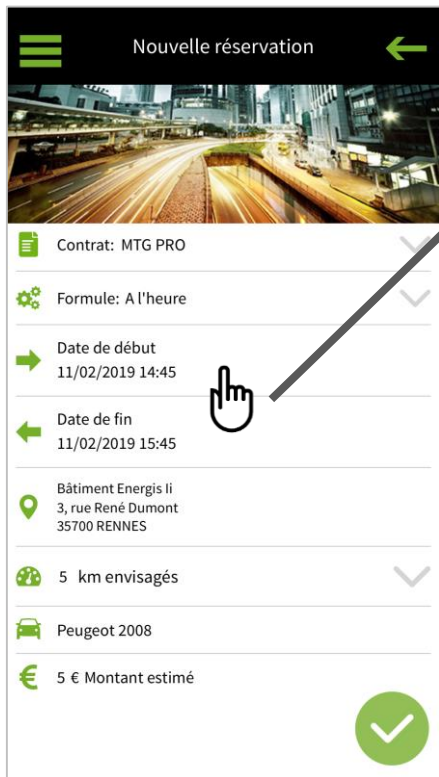 Nouvelle réservation
Contrat: MTG PRO
Formule: A l'heure
Date de début
11/02/2019 14:45
Date de fin
11/02/2019 15:45
Bâtiment Energis Ii
3, rue René Dumont
35700 RENNES
5 km envisagés
Peugeot 2008
5 € Montant estimé